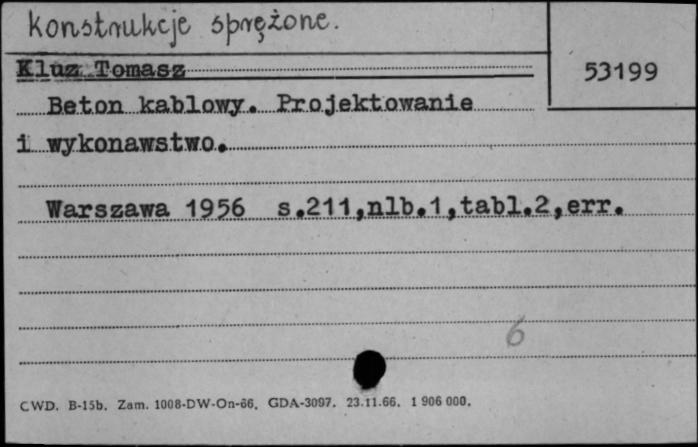 Konstrukcje sprężone.
Kluz Tomasz
53199
Beton kablowy. Projektowanie
i wykonawstwo.
Warszawa 1956 s.211,nlb.1,tabl.2,err.
6
CWD. B-15b. Zam. 1008-DW-On-66. GDA-3097. 23.11.66. 1 906 000.